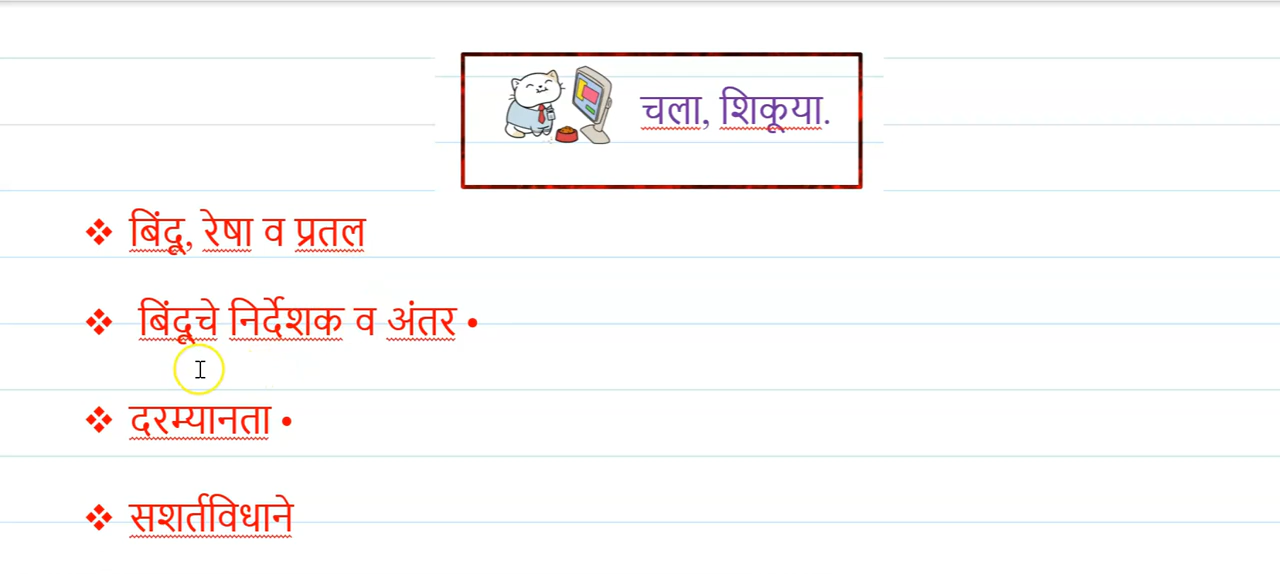 चला, शिकूया.
❖ बिंदू, रेषा व प्रतल
❖ बिंदूचे निर्देशक व अंतर •
❖ दरम्यानता •
❖ सशर्तविधाने